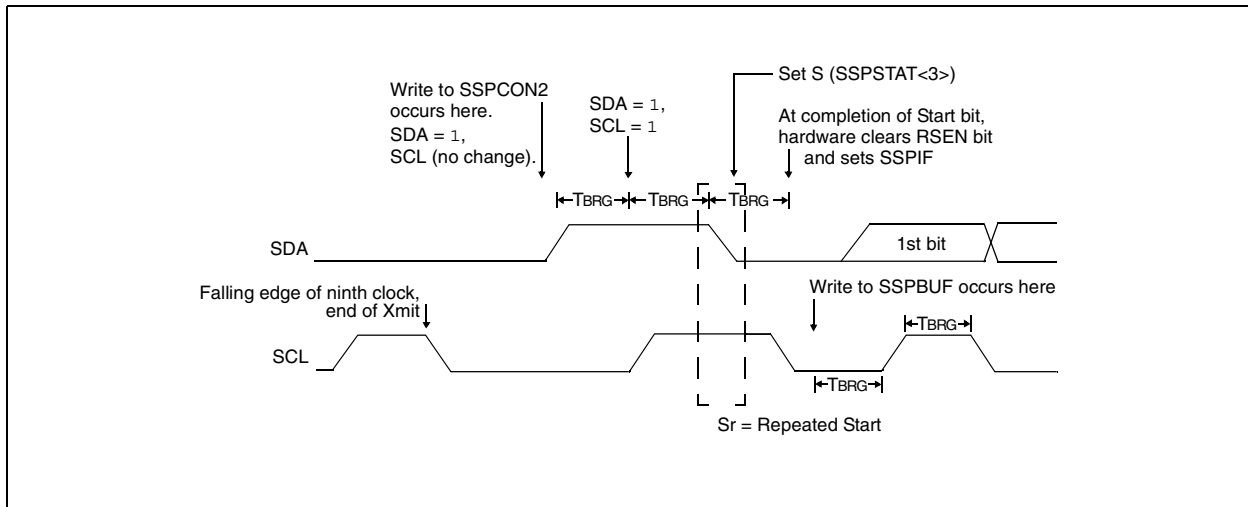 Write to SSPCON2
occurs here.
SDA = 1,
SCL (no change).
SDA = 1,
SCL = 1
Set S (SSPSTAT<3>)
At completion of Start bit,
hardware clears RSEN bit
and sets SSPIF
TBRG
TBRG
TBRG
SDA
1st bit
Falling edge of ninth clock,
end of Xmit
Write to SSPBUF occurs here
TBRG
SCL
TBRG
Sr = Repeated Start